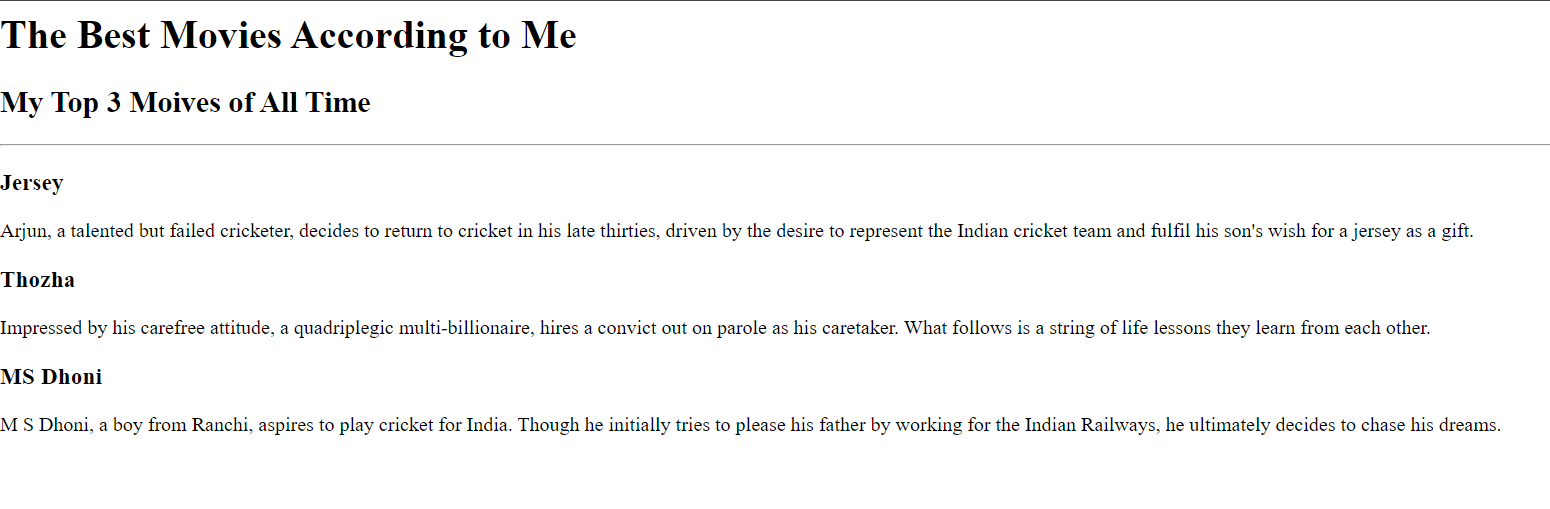 The Best Movies According to Me
My Top 3 Moives of All Time
Jersey
Arjun, a talented but failed cricketer, decides to return to cricket in his late thirties, driven by the desire to represent the Indian cricket team and fulfil his son's wish for a jersey as a gift.
Thozha
Impressed by his carefree attitude, a quadriplegic multi-billionaire, hires a convict out on parole as his caretaker. What follows is a string of life lessons they learn from each other.
MS Dhoni
M S Dhoni, a boy from Ranchi, aspires to play cricket for India. Though he initially tries to please his father by working for the Indian Railways, he ultimately decides to chase his dreams.